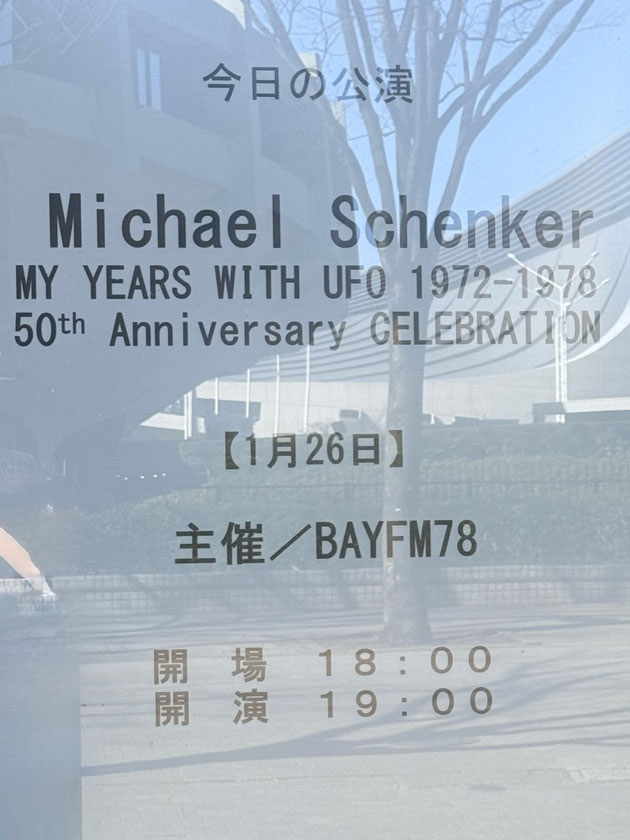 今日の公演
Michael Schenker
MY YEARS WITH UFO 1972-1978
50th Anniversary CELEBRATION
【1月26日】
主催／BAYFM78
開　場　１８：００
開　演　１９：００